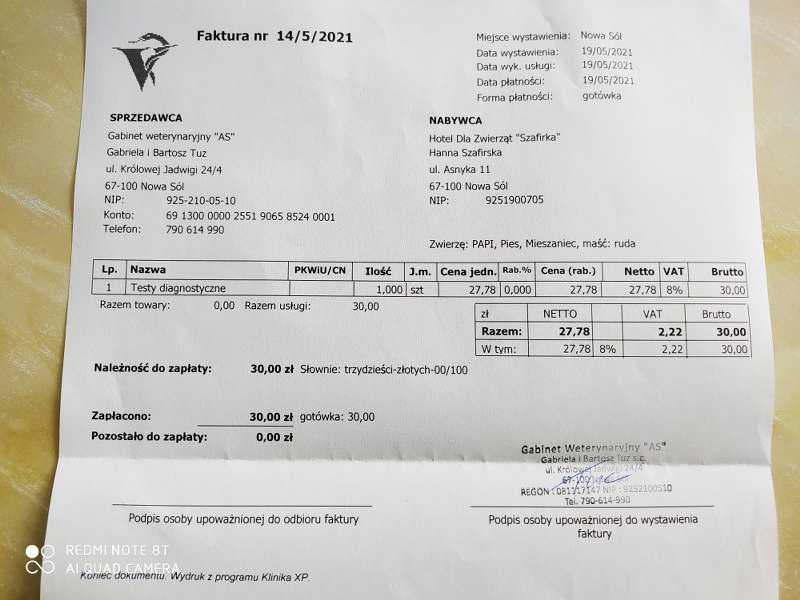 Faktura nr 14/5/2021
Miejsce wystawienia: Nowa Sól
Data wystawienia: 19/05/2021
Data wyk. usługi: 19/05/2021
Data płatności: 19/05/2021
Forma płatności: gotówka
SPRZEDAWCA
Gabinet weterynaryjny "AS"
Gabriela i Bartosz Tuz
ul. Królowej Jadwigi 24/4
67-100 Nowa Sól
NIP: 925-210-05-10
Konto: 69 1300 0000 2551 9065 8524 0001
Telefon: 790 614 990
NABYWCA
Hotel Dla Zwierząt "Szafirka"
Hanna Szafirska
ul. Asnyka 11
67-100 Nowa Sól
NIP: 9251900705
Zwierzę: PAPI, Pies, Mieszaniec, maść: ruda
Lp. Nazwa PKWiU/CN Ilość J.m. Cena jedn. Rab.% Cena (rab.) Netto VAT Brutto
1 Testy diagnostyczne 1,000 szt 27,78 0,000 27,78 27,78 8% 30,00
Razem towary: 0,00 Razem usługi: 30,00
zł NETTO VAT Brutto
Razem: 27,78 2,22 30,00
W tym: 27,78 8% 2,22 30,00
Należność do zapłaty: 30,00 zł Słownie: trzydzieści-złotych-00/100
Zapłacono: 30,00 zł gotówka: 30,00
Pozostało do zapłaty: 0,00 zł
Gabinet Weterynaryjny "AS"
Gabriela i Bartosz Tuz s.c.
ul. Królowej Jadwigi 24/4
67-100 Nowa Sól
REGON: 081117147 NIP: 9252100510
Tel. 790-614-990
Podpis osoby upoważnionej do odbioru faktury
Podpis osoby upoważnionej do wystawienia
faktury
REDMI NOTE 8T
AI QUAD CAMERA
Koniec dokumentu. Wydruk z programu Klinika XP.